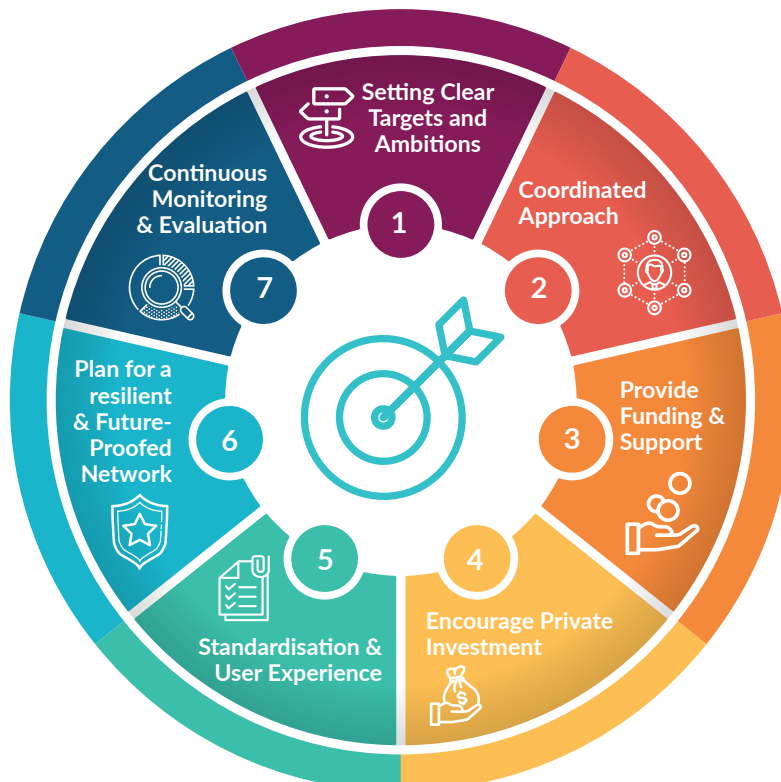 1
Setting Clear
Targets and
Ambitions
2
Coordinated
Approach
3
Provide
Funding &
Support
4
Encourage Private
Investment
$
5
Standardisation &
User Experience
6
Plan for a
resilient
& Future-
Proofed
Network
7
Continuous
Monitoring
& Evaluation